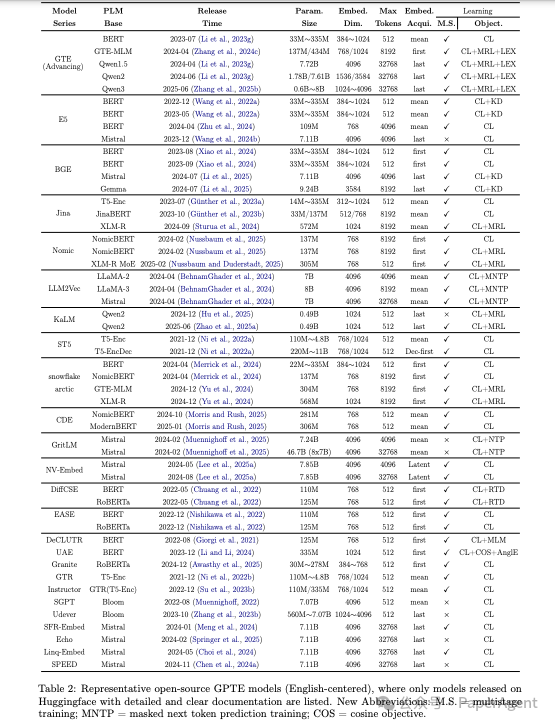 Model PLM Release Param. Embed. Max Embed. Learning
Series Base Time Size Dim. Tokens Acqui. M.S. Object.
BERT 2023-07 (Li et al., 2023g) 33M∼335M 384∼1024 512 mean ✓ CL
GTE-MLM 2024-04 (Zhang et al., 2024c) 137M/434M 768/1024 8192 first ✓ CL+MRL+LEX
GTE (Advancing) Qwen1.5 2024-04 (Li et al., 2023g) 7.72B 4096 32768 last ✓ CL+MRL+LEX
Qwen2 2024-06 (Li et al., 2023g) 1.78B/7.61B 1536/3584 32768 last ✓ CL+MRL+LEX
Qwen3 2025-06 (Zhang et al., 2025b) 0.6B∼8B 1024∼4096 32768 last ✓ CL+MRL+LEX
BERT 2022-12 (Wang et al., 2022a) 33M∼335M 384∼1024 512 mean ✓ CL+KD
E5 BERT 2023-05 (Wang et al., 2022a) 33M∼335M 384∼1024 512 mean ✓ CL+KD
BERT 2024-04 (Zhu et al., 2024) 109M 768 4096 mean ✓ CL
Mistral 2023-12 (Wang et al., 2024b) 7.11B 4096 4096 last × CL
BERT 2023-08 (Xiao et al., 2024) 33M∼335M 384∼1024 512 first ✓ CL
BGE BERT 2023-09 (Xiao et al., 2024) 33M∼335M 384∼1024 512 first ✓ CL
Mistral 2024-07 (Li et al., 2025) 7.11B 4096 4096 last ✓ CL+KD
Gemma 2024-07 (Li et al., 2025) 9.24B 3584 8192 last ✓ CL+KD
T5-Enc 2023-07 (Günther et al., 2023a) 14M∼335M 312∼1024 512 mean ✓ CL
Jina JinaBERT 2023-10 (Günther et al., 2023b) 33M/137M 512/768 8192 mean ✓ CL
XLM-R 2024-09 (Sturua et al., 2024) 572M 1024 8192 mean ✓ CL+MRL
NomicBERT 2024-02 (Nussbaum et al., 2025) 137M 768 8192 first ✓ CL
Nomic NomicBERT 2024-02 (Nussbaum et al., 2025) 137M 768 8192 first ✓ CL+MRL
XLM-R MoE 2025-02 (Nussbaum and Duderstadt, 2025) 305M 768 512 first ✓ CL+MRL
LLaMA-2 2024-04 (BehnamGhader et al., 2024) 7B 4096 4096 mean ✓ CL+MNTP
LLM2Vec LLaMA-3 2024-04 (BehnamGhader et al., 2024) 8B 4096 8192 mean ✓ CL+MNTP
Mistral 2024-04 (BehnamGhader et al., 2024) 7B 4096 32768 mean ✓ CL+MNTP
KaLM Qwen2 2024-12 (Hu et al., 2025) 0.49B 1024 512 last × CL+MRL
Qwen2 2025-06 (Zhao et al., 2025a) 0.49B 1024 512 last ✓ CL+MRL
ST5 T5-Enc 2021-12 (Ni et al., 2022a) 110M∼4.8B 768/1024 512 mean ✓ CL
T5-EncDec 2021-12 (Ni et al., 2022a) 220M∼11B 768/1024 512 Dec-first ✓ CL
BERT 2024-04 (Merrick et al., 2024) 22M∼335M 384∼1024 512 first ✓ CL
snowflake NomicBERT 2024-04 (Merrick et al., 2024) 137M 768 8192 first ✓ CL
arctic GTE-MLM 2024-12 (Yu et al., 2024) 304M 768 8192 first ✓ CL+MRL
XLM-R 2024-12 (Yu et al., 2024) 568M 1024 8192 first ✓ CL+MRL
CDE NomicBERT 2024-10 (Morris and Rush, 2025) 281M 768 512 mean ✓ CL
ModernBERT 2025-01 (Morris and Rush, 2025) 306M 768 512 mean ✓ CL
GritLM Mistral 2024-02 (Muennighoff et al., 2025) 7.24B 4096 4096 mean × CL+NTP
Mistral 2024-02 (Muennighoff et al., 2025) 46.7B (8x7B) 4096 32768 mean × CL+NTP
NV-Embed Mistral 2024-05 (Lee et al., 2025a) 7.85B 4096 4096 Latent ✓ CL
Mistral 2024-08 (Lee et al., 2025a) 7.85B 4096 32768 Latent ✓ CL
DiffCSE BERT 2022-05 (Chuang et al., 2022) 110M 768 512 first ✓ CL+RTD
RoBERTa 2022-05 (Chuang et al., 2022) 125M 768 512 first ✓ CL+RTD
EASE BERT 2022-12 (Nishikawa et al., 2022) 110M 768 512 first ✓ CL
RoBERTa 2022-12 (Nishikawa et al., 2022) 125M 768 512 first ✓ CL
DeCLUTR BERT 2022-08 (Giorgi et al., 2021) 125M 768 512 first ✓ CL+MLM
UAE BERT 2023-12 (Li and Li, 2024) 335M 1024 512 first ✓ CL+COS+AnglE
Granite RoBERTa 2024-12 (Awasthy et al., 2025) 30M∼278M 384∼768 512 first ✓ CL
GTR T5-Enc 2021-12 (Ni et al., 2022b) 110M∼4.8B 768/1024 512 mean ✓ CL
Instructor GTR(T5-Enc) 2022-12 (Su et al., 2023b) 110M/335M 768/1024 512 mean ✓ CL
SGPT Bloom 2022-08 (Muennighoff, 2022) 7.07B 4096 512 mean × CL
Udever Bloom 2023-10 (Zhang et al., 2023b) 560M∼7.07B 1024∼4096 512 last × CL
SFR-Embed Mistral 2024-01 (Meng et al., 2024) 7.11B 4096 32768 last ✓ CL
Echo Mistral 2024-02 (Springer et al., 2025) 7.11B 4096 32768 last × CL
Linq-Embed Mistral 2024-05 (Choi et al., 2024) 7.11B 4096 32768 last ✓ CL
SPEED Mistral 2024-11 (Chen et al., 2024a) 7.11B 4096 32768 last × CL
Table 2: Representative open-source GPTE models (English-centered), where only models released on
Huggingface with detailed and clear documentation are listed. New Abbreviations: M.S. = multistage
training; MNTP = masked next token prediction training; COS = cosine objective.
公众号 · PaperAgent